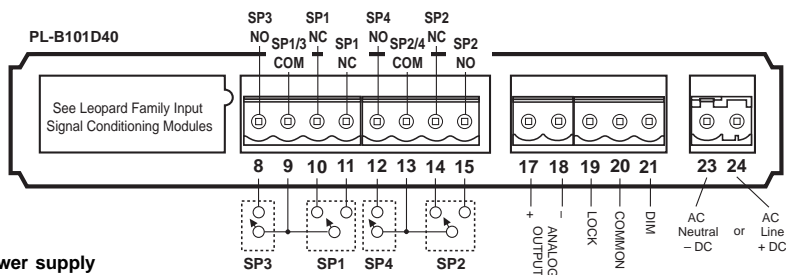 SP3 SP1 SP4 SP2
PL-B101D40
NO SP1/3 NC SP1 NO SP2/4 NC SP2
COM NC COM NO
See Leopard Family Input
Signal Conditioning Modules
8 9 10 11 12 13 14 15 17 18 19 20 21 23 24
+ – ANALOG OUTPUT
LOCK
COMMON
DIM
AC Neutral – DC
or
AC Line + DC
SP3 SP1 SP4 SP2
wer supply